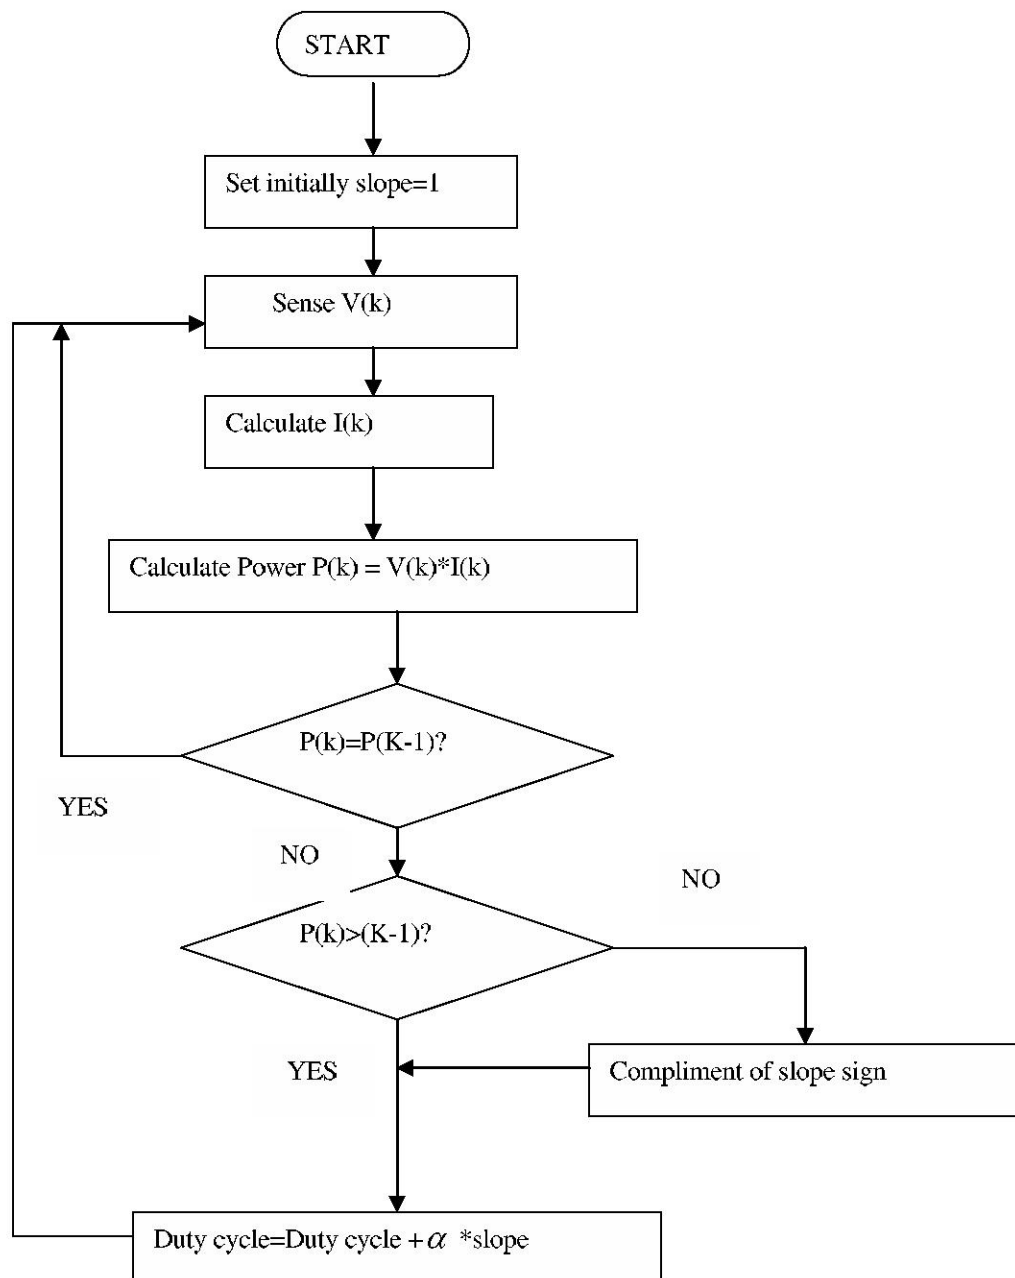 START
Set initially slope=1
Sense V(k)
Calculate I(k)
Calculate Power P(k) = V(k)*I(k)
P(k)=P(K-1)?
YES
NO
NO
P(k)>(K-1)?
YES
Compliment of slope sign
Duty cycle=Duty cycle +α *slope